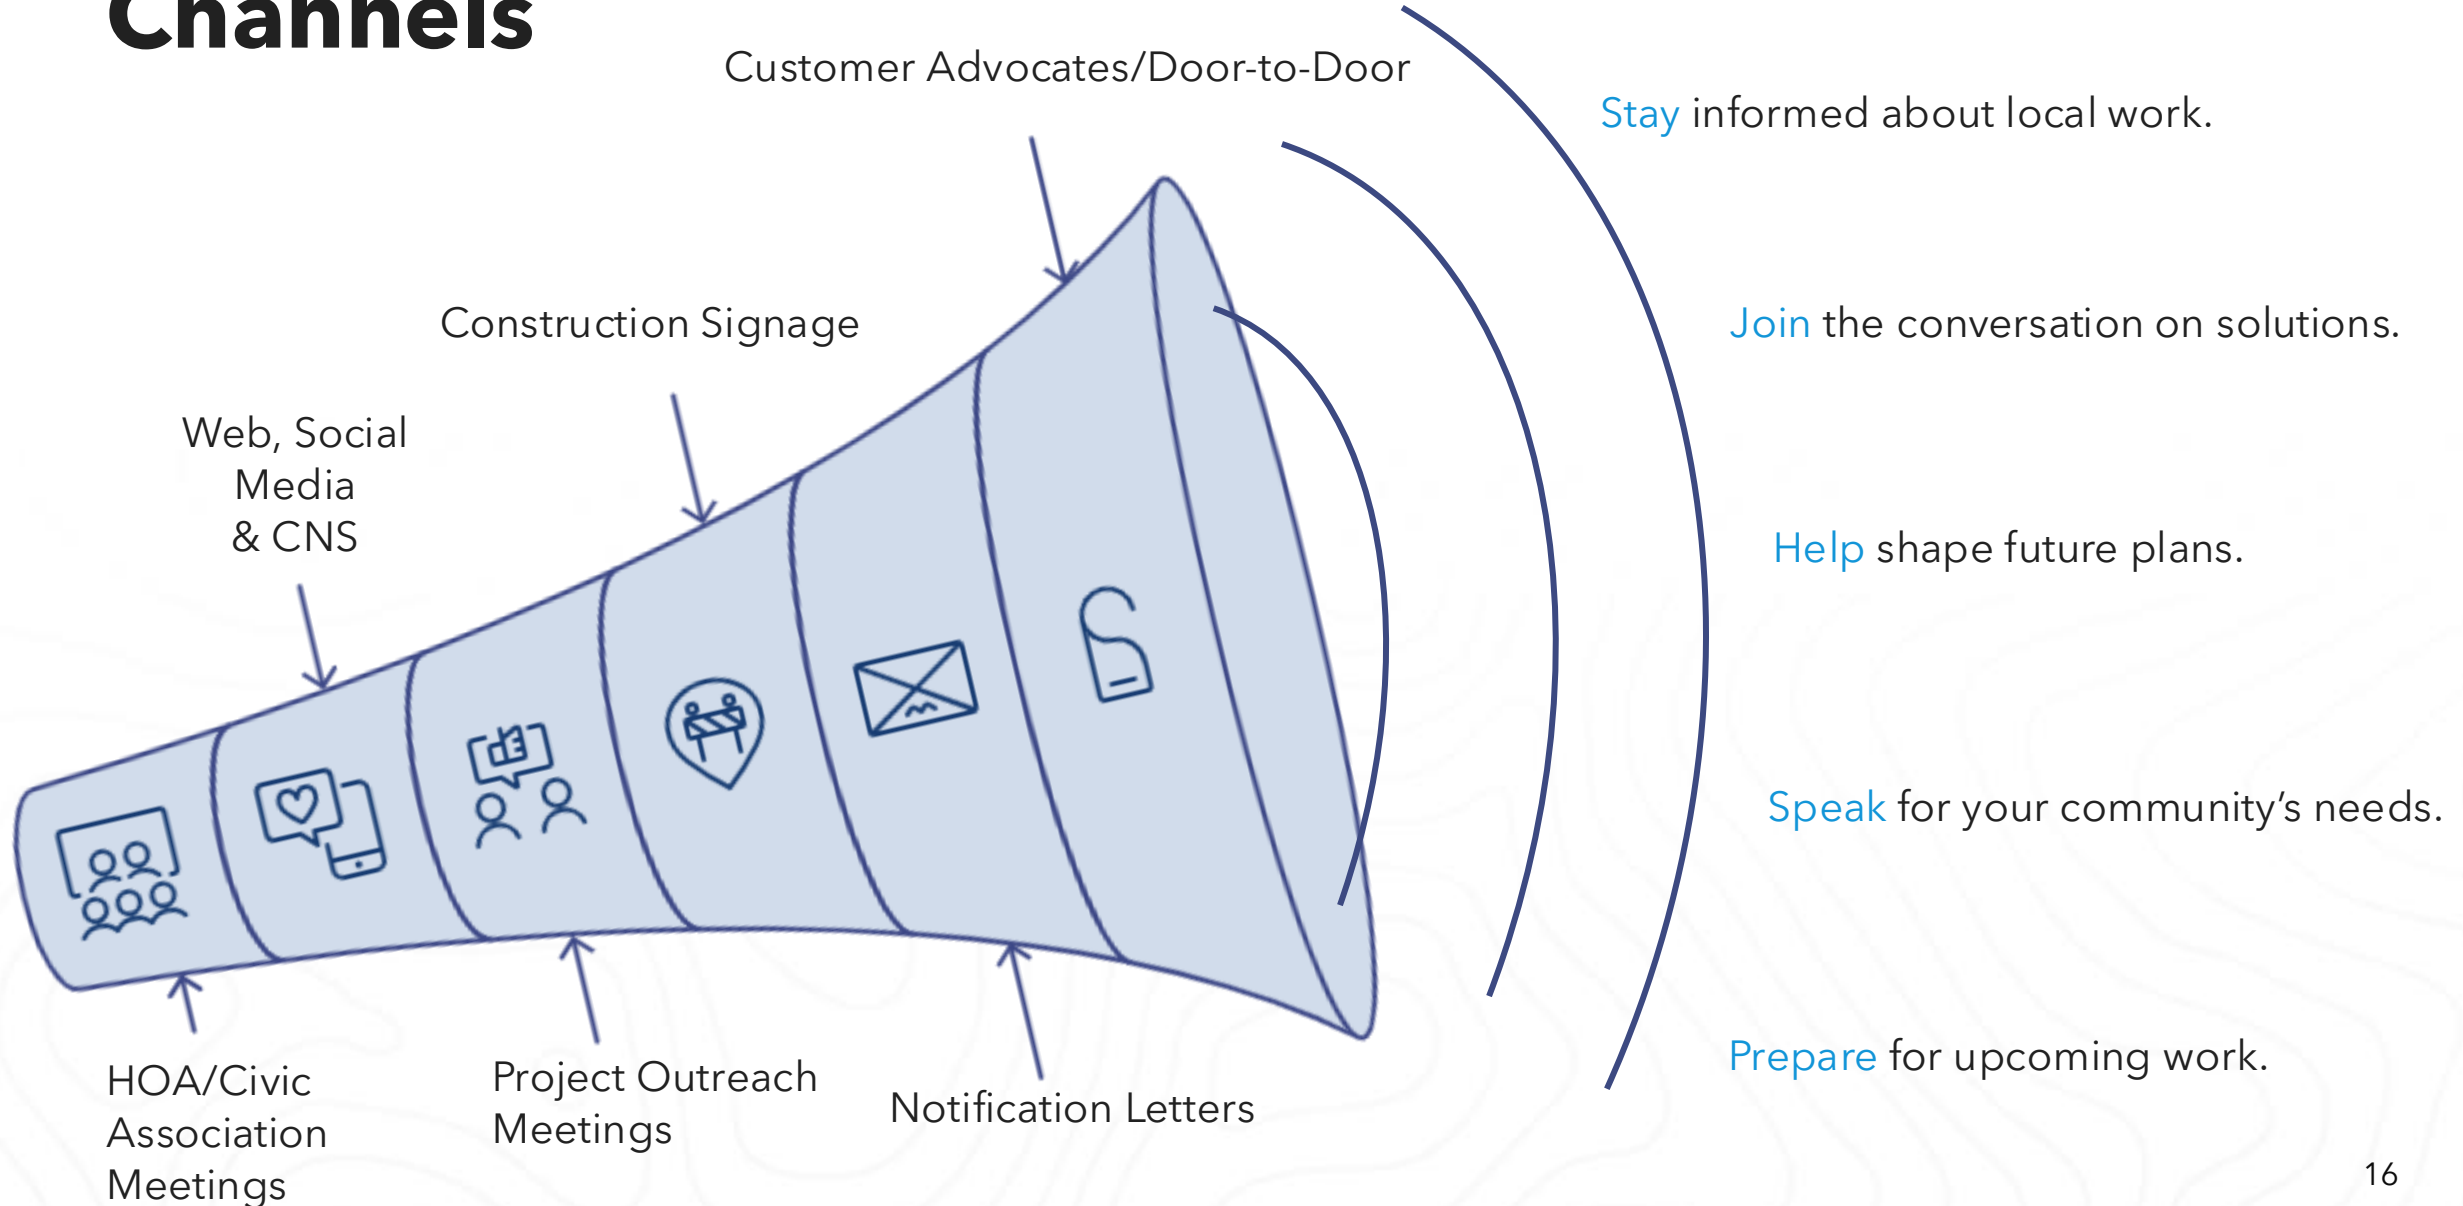 Channels
Customer Advocates/Door-to-Door
Construction Signage
Web, Social
Media
& CNS
HOA/Civic
Association
Meetings
Project Outreach
Meetings
Notification Letters
Stay informed about local work.
Join the conversation on solutions.
Help shape future plans.
Speak for your community’s needs.
Prepare for upcoming work.
16